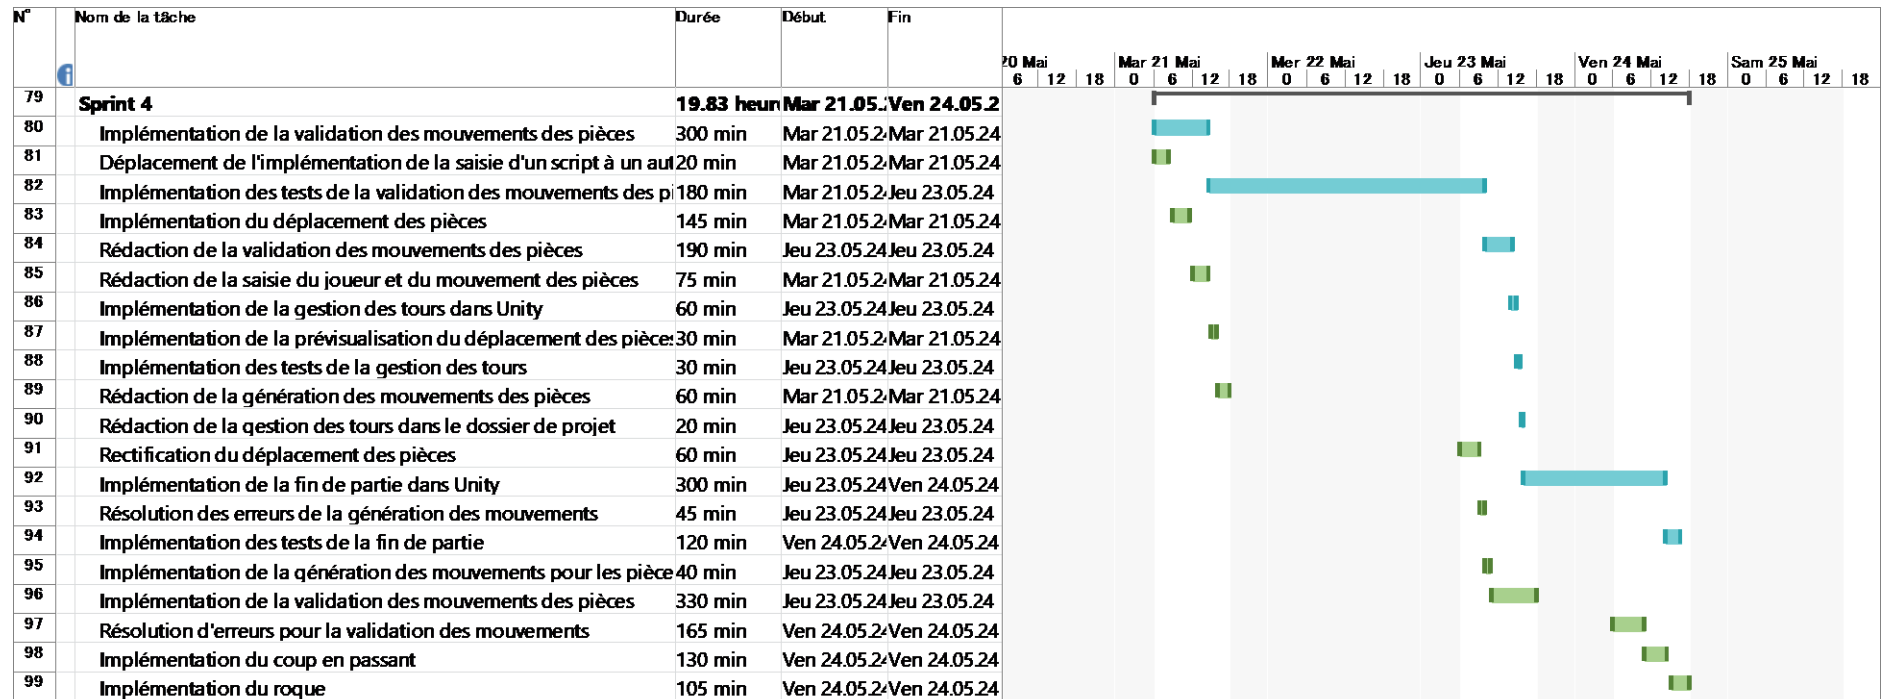 N° Nom de la tâche Durée Début Fin
20 Mai Mar 21 Mai Mer 22 Mai Jeu 23 Mai Ven 24 Mai Sam 25 Mai
6 12 18 0 6 12 18 0 6 12 18 0 6 12 18 0 6 12 18 0 6 12 18
79 Sprint 4 19.83 heur Mar 21.05. Ven 24.05.2
80 Implémentation de la validation des mouvements des pièces 300 min Mar 21.05.2 Mar 21.05.24
81 Déplacement de l'implémentation de la saisie d'un script à un aut 20 min Mar 21.05.2 Mar 21.05.24
82 Implémentation des tests de la validation des mouvements des pi 180 min Mar 21.05.2 Jeu 23.05.24
83 Implémentation du déplacement des pièces 145 min Mar 21.05.2 Mar 21.05.24
84 Rédaction de la validation des mouvements des pièces 190 min Jeu 23.05.24 Jeu 23.05.24
85 Rédaction de la saisie du joueur et du mouvement des pièces 75 min Mar 21.05.2 Mar 21.05.24
86 Implémentation de la gestion des tours dans Unity 60 min Jeu 23.05.24 Jeu 23.05.24
87 Implémentation de la prévisualisation du déplacement des pièce 30 min Mar 21.05.2 Mar 21.05.24
88 Implémentation des tests de la gestion des tours 30 min Jeu 23.05.24 Jeu 23.05.24
89 Rédaction de la génération des mouvements des pièces 60 min Mar 21.05.2 Mar 21.05.24
90 Rédaction de la gestion des tours dans le dossier de projet 20 min Jeu 23.05.24 Jeu 23.05.24
91 Rectification du déplacement des pièces 60 min Jeu 23.05.24 Jeu 23.05.24
92 Implémentation de la fin de partie dans Unity 300 min Jeu 23.05.24 Ven 24.05.24
93 Résolution des erreurs de la génération des mouvements 45 min Jeu 23.05.24 Jeu 23.05.24
94 Implémentation des tests de la fin de partie 120 min Ven 24.05.2 Ven 24.05.24
95 Implémentation de la génération des mouvements pour les pièce 40 min Jeu 23.05.24 Jeu 23.05.24
96 Implémentation de la validation des mouvements des pièces 330 min Jeu 23.05.24 Jeu 23.05.24
97 Résolution d'erreurs pour la validation des mouvements 165 min Ven 24.05.2 Ven 24.05.24
98 Implémentation du coup en passant 130 min Ven 24.05.2 Ven 24.05.24
99 Implémentation du roque 105 min Ven 24.05.2 Ven 24.05.24